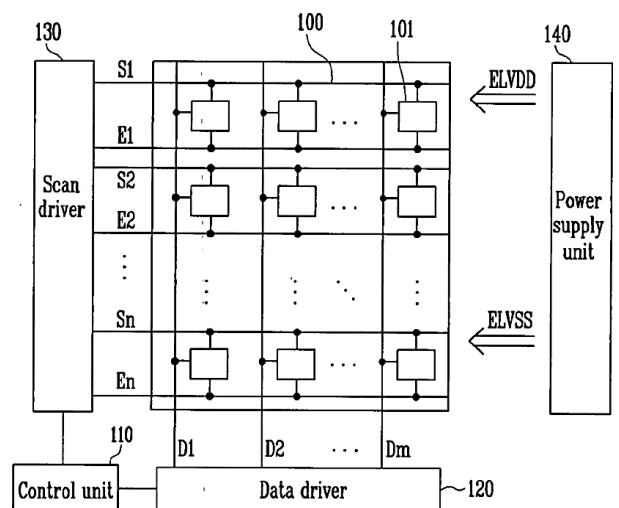 130
100
101
140
S1
ELVDD
E1
S2
Scan
driver
Power
supply
unit
E2
Sn
ELVSS
En
110
D1
D2
...
Dm
Control unit
Data driver
120